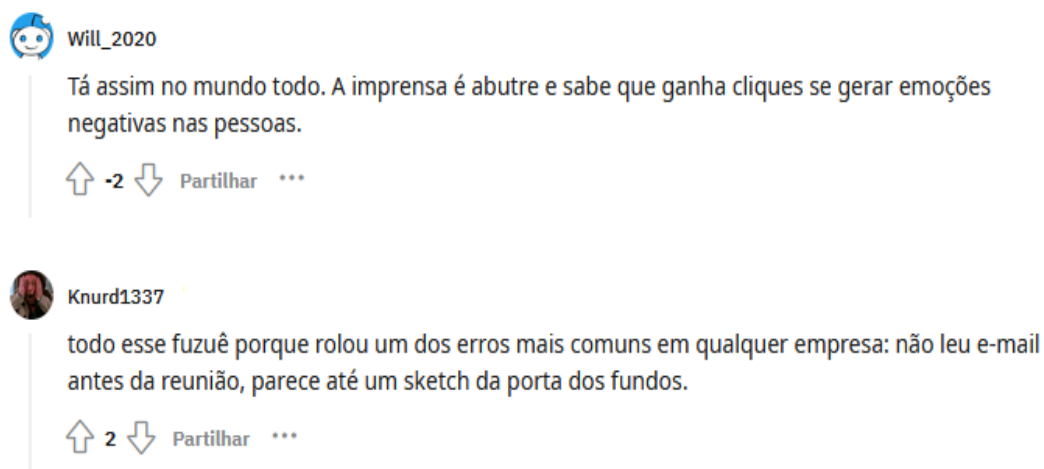 Will_2020
Tá assim no mundo todo. A imprensa é abutre e sabe que ganha cliques se gerar emoções
negativas nas pessoas.
-2 Partilhar ...
Knurd1337
todo esse fuzuê porque rolou um dos erros mais comuns em qualquer empresa: não leu e-mail
antes da reunião, parece até um sketch da porta dos fundos.
2 Partilhar ...